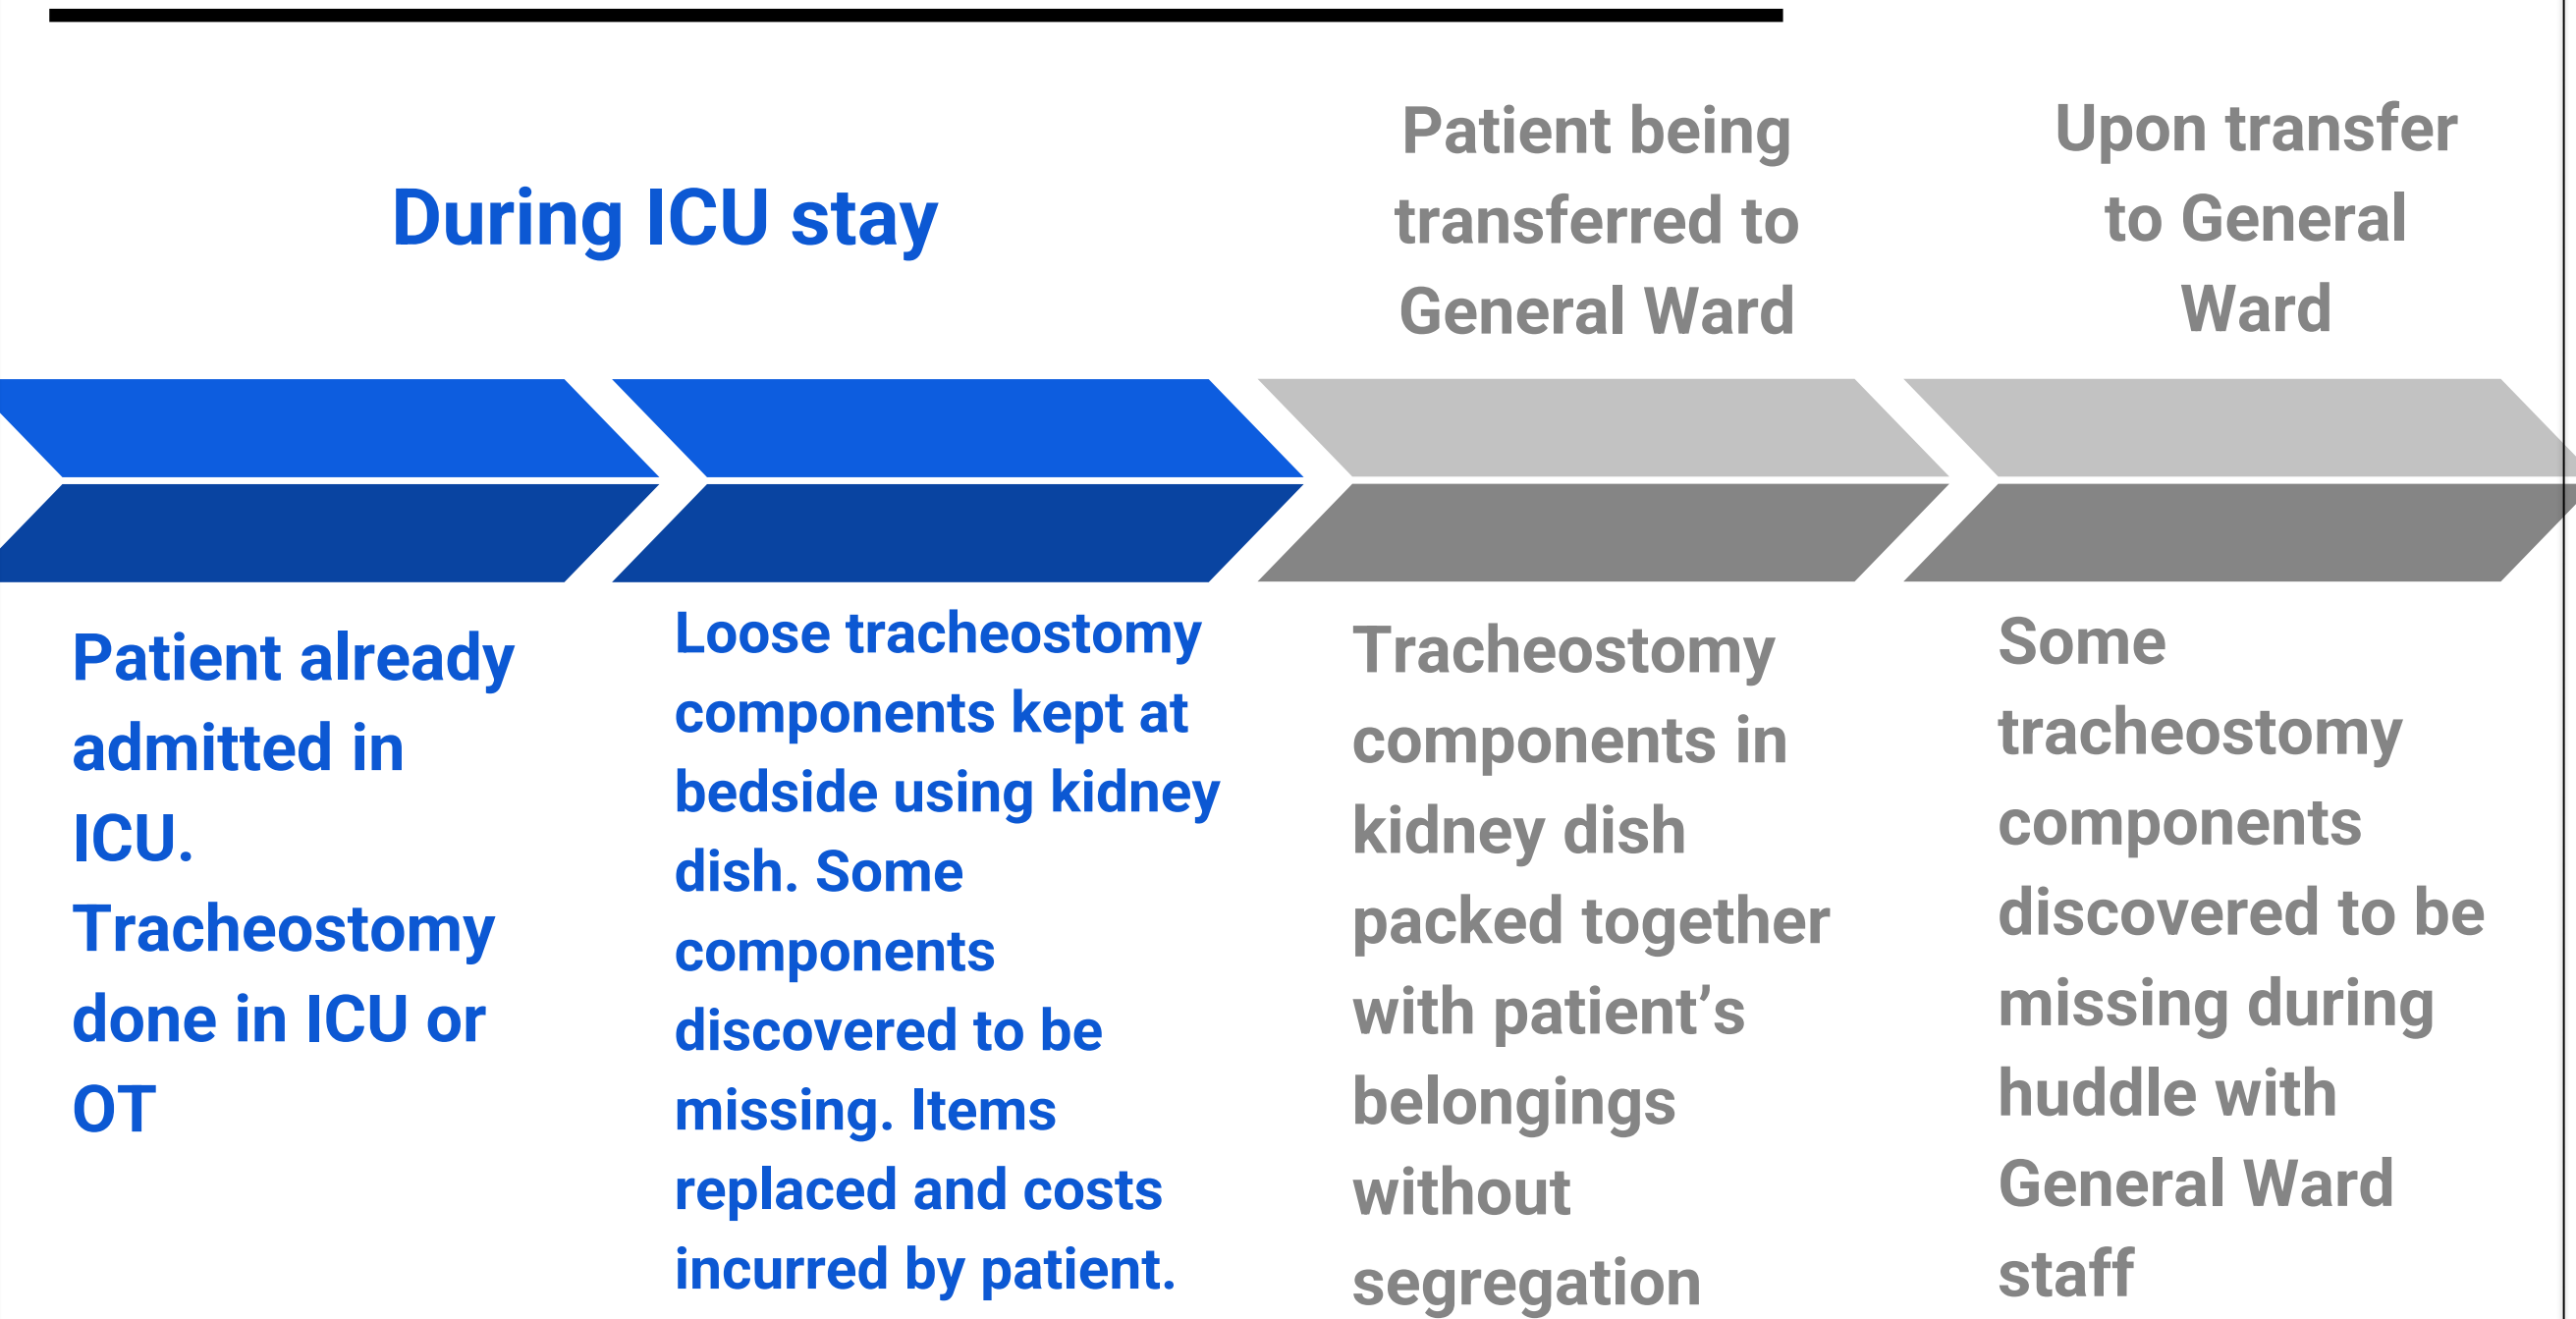 During ICU stay
Patient being
transferred to
General Ward
Upon transfer
to General
Ward
Patient already
admitted in
ICU.
Tracheostomy
done in ICU or
OT
Loose tracheostomy
components kept at
bedside using kidney
dish. Some
components
discovered to be
missing. Items
replaced and costs
incurred by patient.
Tracheostomy
components in
kidney dish
packed together
with patient’s
belongings
without
segregation
Some
tracheostomy
components
discovered to be
missing during
huddle with
General Ward
staff